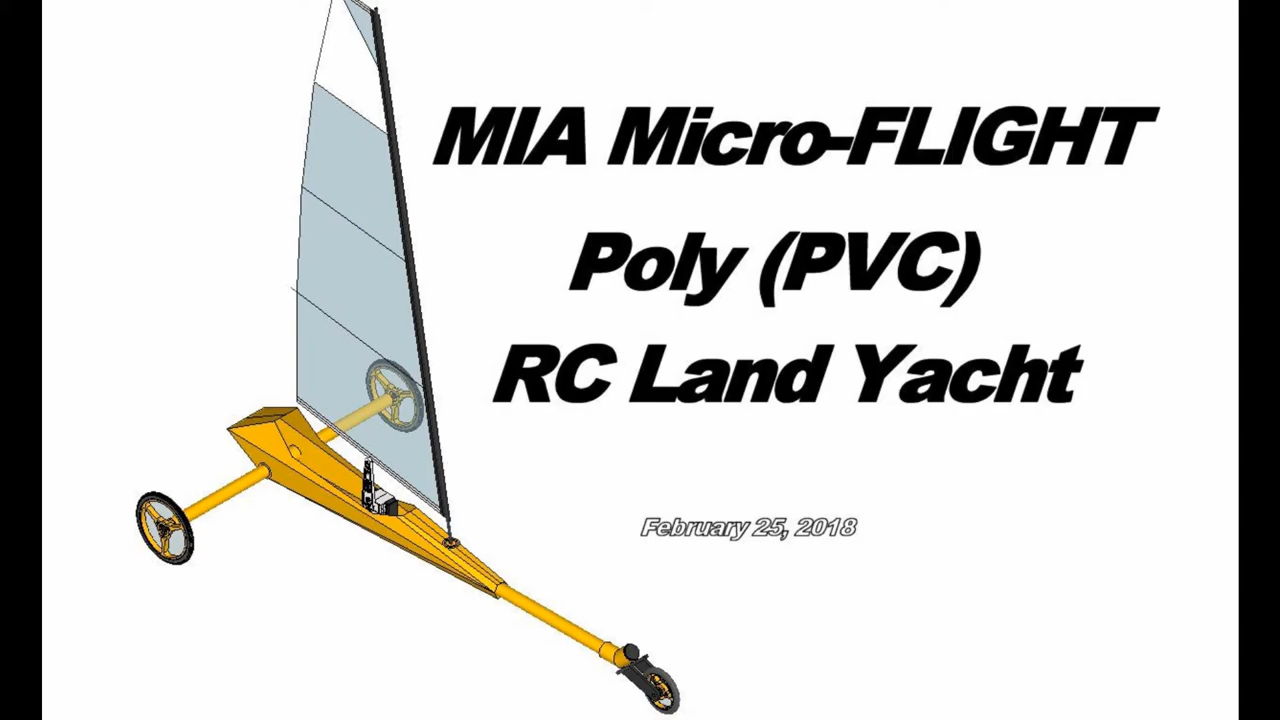 MIA Micro-FLIGHT
Poly (PVC)
RC Land Yacht
February 25, 2018